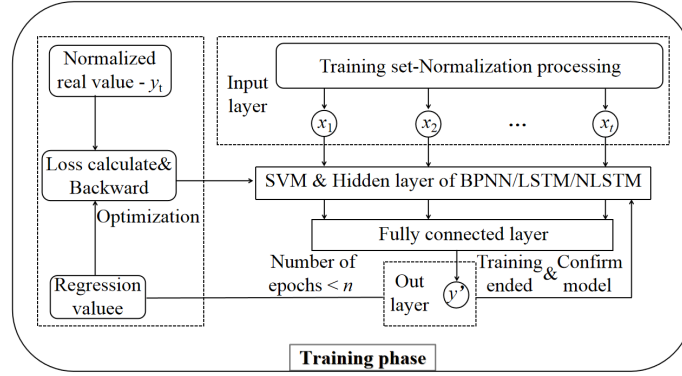 Normalized
real value - yt
Loss calculate&
Backward
Optimization
Regression
valuee
Input
layer
Training set-Normalization processing
x1
x2
...
xt
SVM & Hidden layer of BPNN/LSTM/NLSTM
Fully connected layer
Number of
epochs < n
Out
layer
y’
Training
ended
&
Confirm
model
Training phase